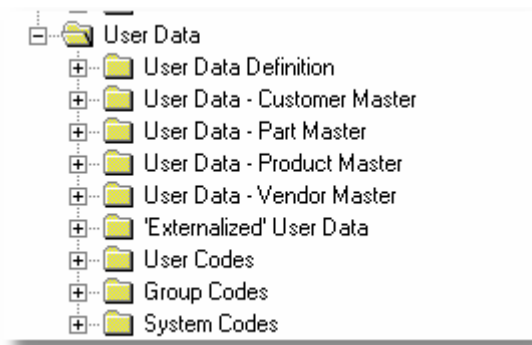 User Data
User Data Definition
User Data - Customer Master
User Data - Part Master
User Data - Product Master
User Data - Vendor Master
'Externalized' User Data
User Codes
Group Codes
System Codes